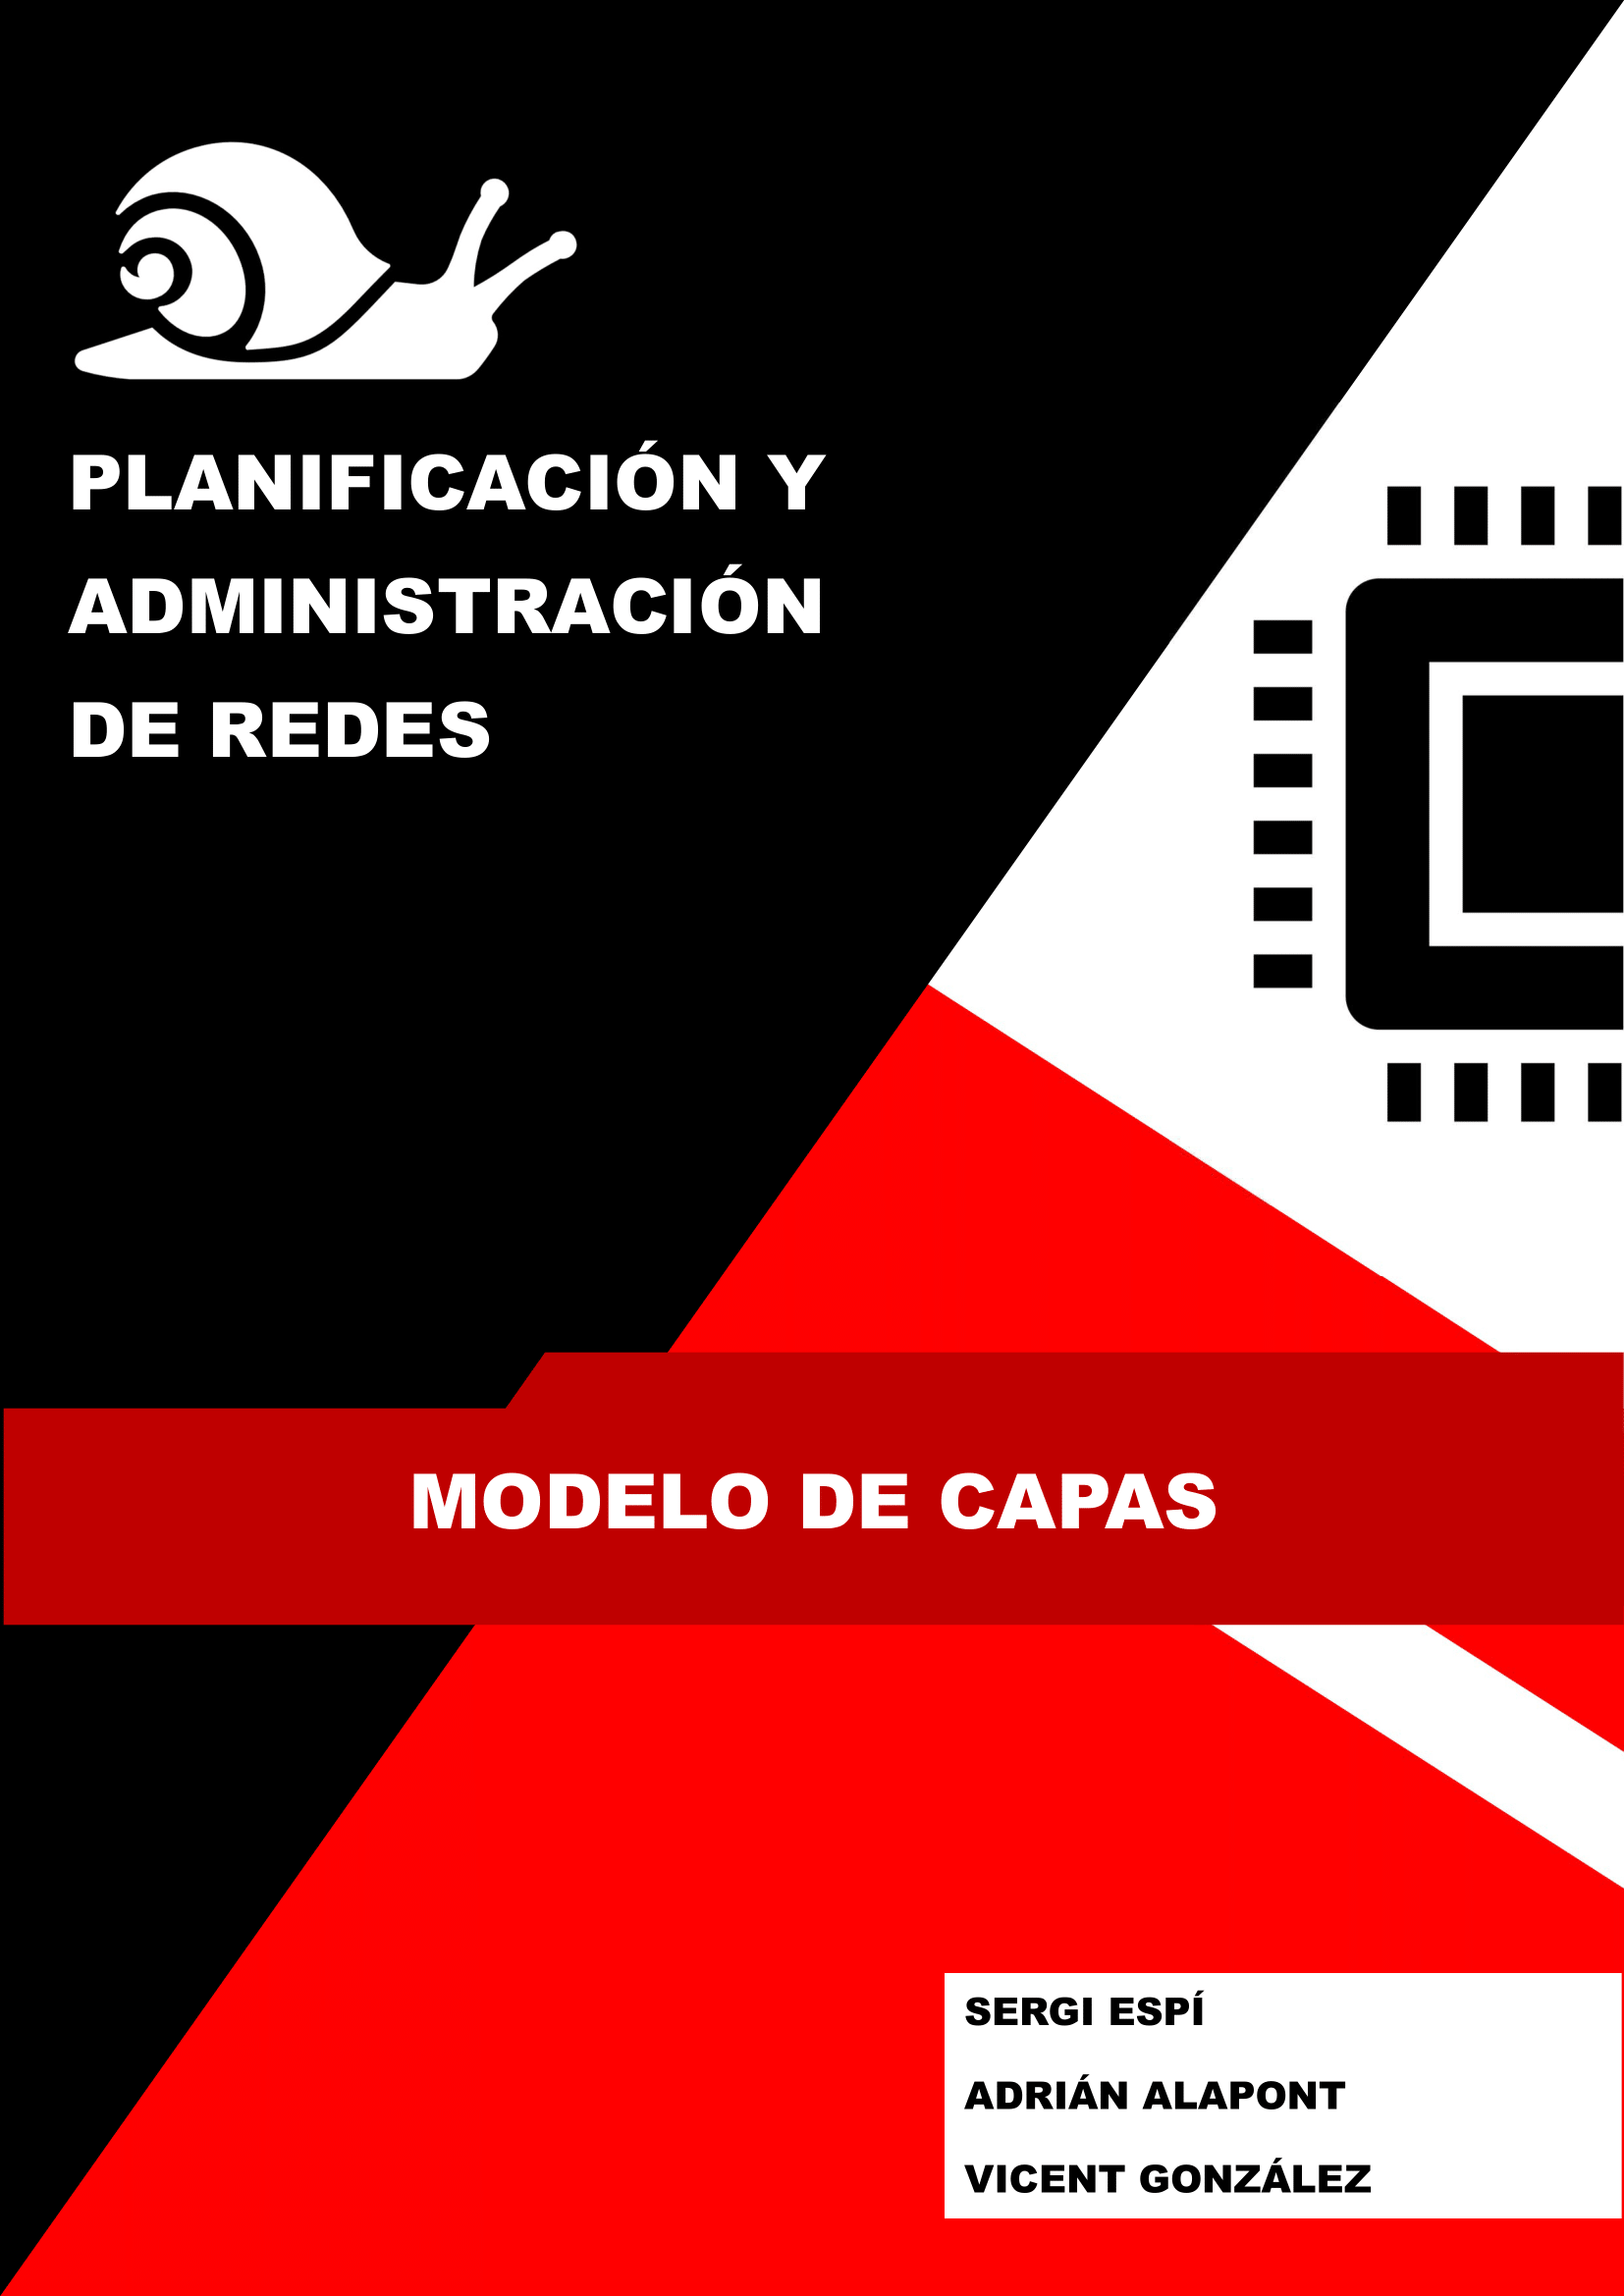 PLANIFICACIÓN Y
ADMINISTRACIÓN
DE REDES
MODELO DE CAPAS
SERGI ESPÍ
ADRIÁN ALAPONT
VICENT GONZÁLEZ